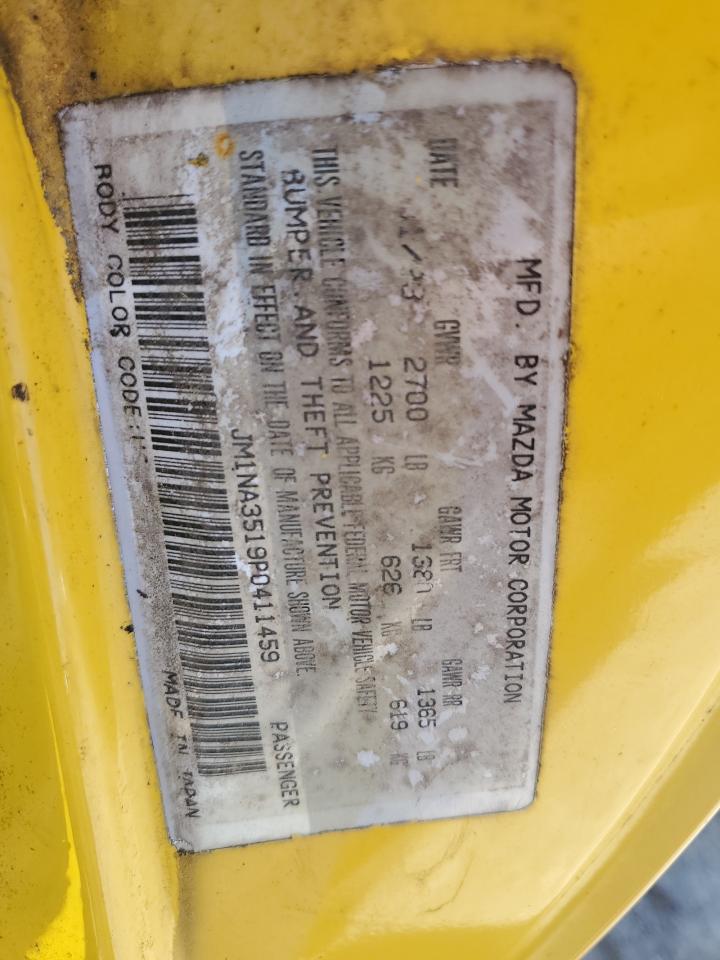 MFD. BY MAZDA MOTOR CORPORATION
DATE GVWR GAWR FRT GAWR RR
2700 LB LB 1365 LB
1225 KG 626 KG 619
THIS VEHICLE CONFORMS TO ALL APPLICABLE FEDERAL MOTOR VEHICLE SAFETY
BUMPER AND THEFT PREVENTION
STANDARD IN EFFECT ON THE DATE OF MANUFACTURE SHOWN ABOVE.
JM1NA3519P0411459 PASSENGER
BODY COLOR CODE: MADE IN JAPAN